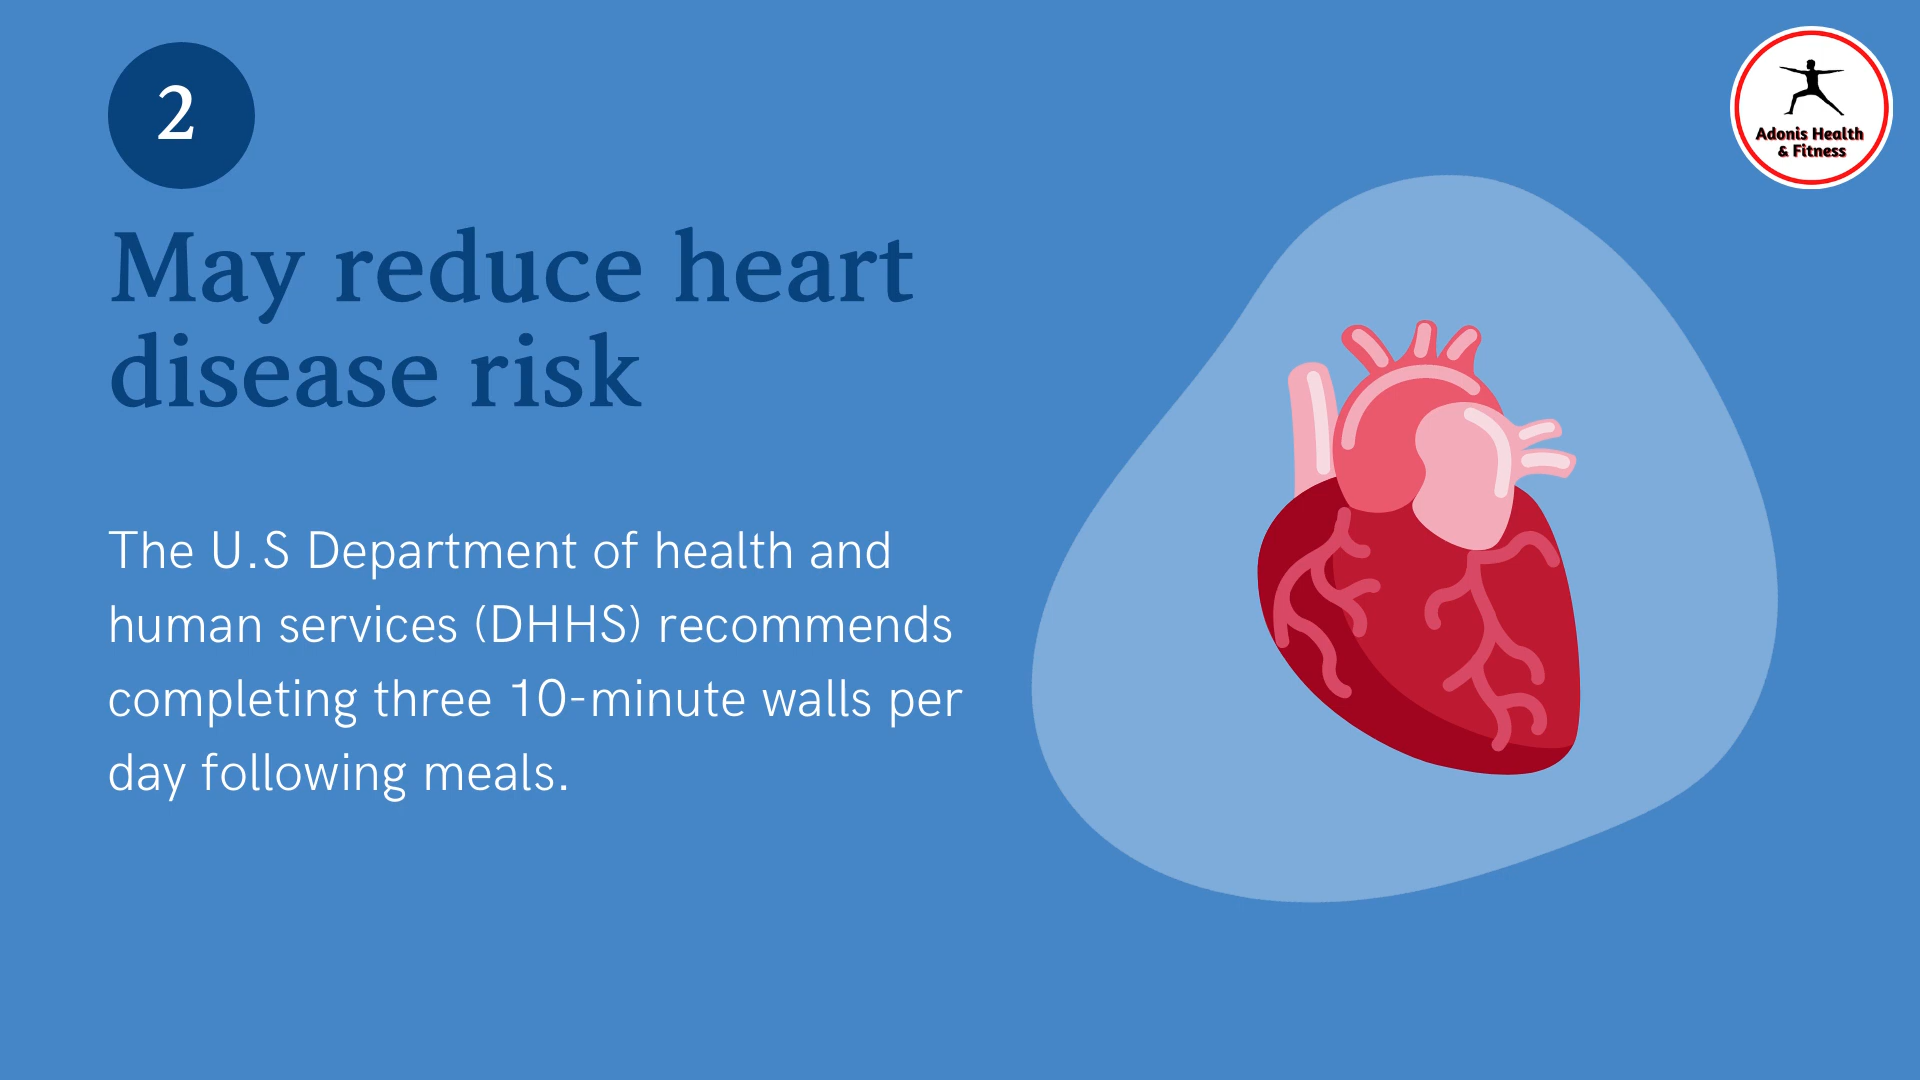 2
Adonis Health
& Fitness
May reduce heart
disease risk
The U.S Department of health and
human services (DHHS) recommends
completing three 10-minute walls per
day following meals.